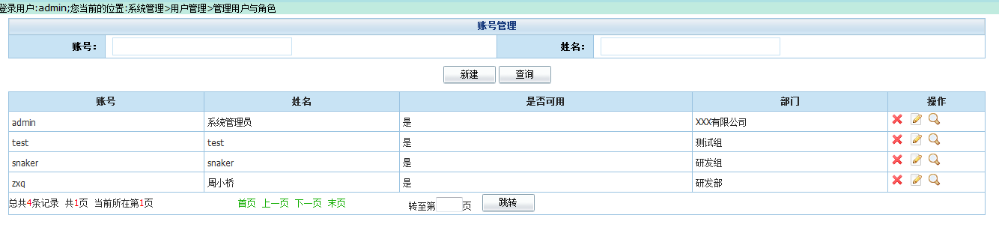 登录用户:admin;您当前的位置:系统管理>用户管理>管理用户与角色
账号管理
账号： 姓名：
新建 查询
账号 姓名 是否可用 部门 操作
admin 系统管理员 是 XXX有限公司
test test 是 测试组
snaker snaker 是 研发组
zxq 周小桥 是 研发部
总共4条记录 共1页 当前所在第1页 首页 上一页 下一页 末页 转至第 页 跳转